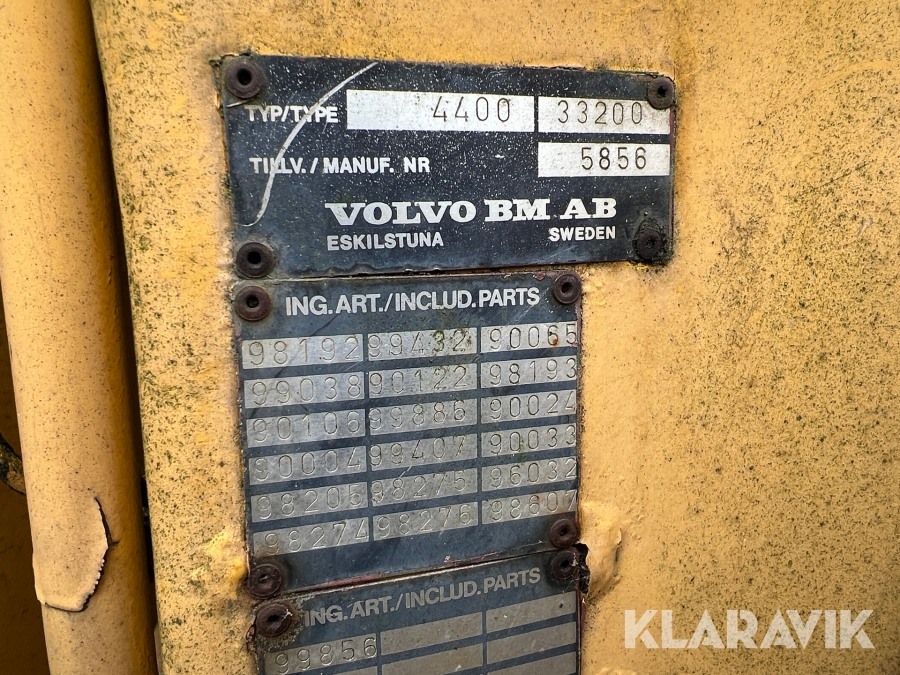 TYP/TYPE 4400 33200
TILLV./MANUF. NR 5856
VOLVO BM AB
ESKILSTUNA SWEDEN
ING.ART./INCLUD.PARTS
98192 99432 90065
99038 90122 98193
90106 99886 90024
90004 99407 90033
98205 98275 96032
98274 98276 98607
ING.ART./INCLUD.PARTS
99856
KLARAVIK